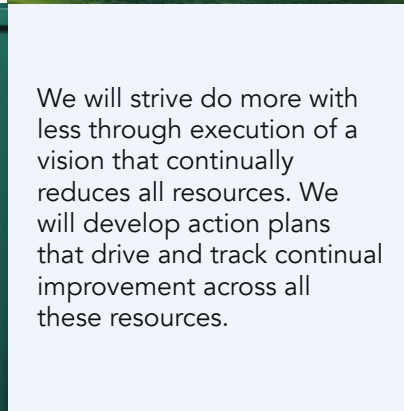 We will strive do more with
less through execution of a
vision that continually
reduces all resources. We
will develop action plans
that drive and track continual
improvement across all
these resources.